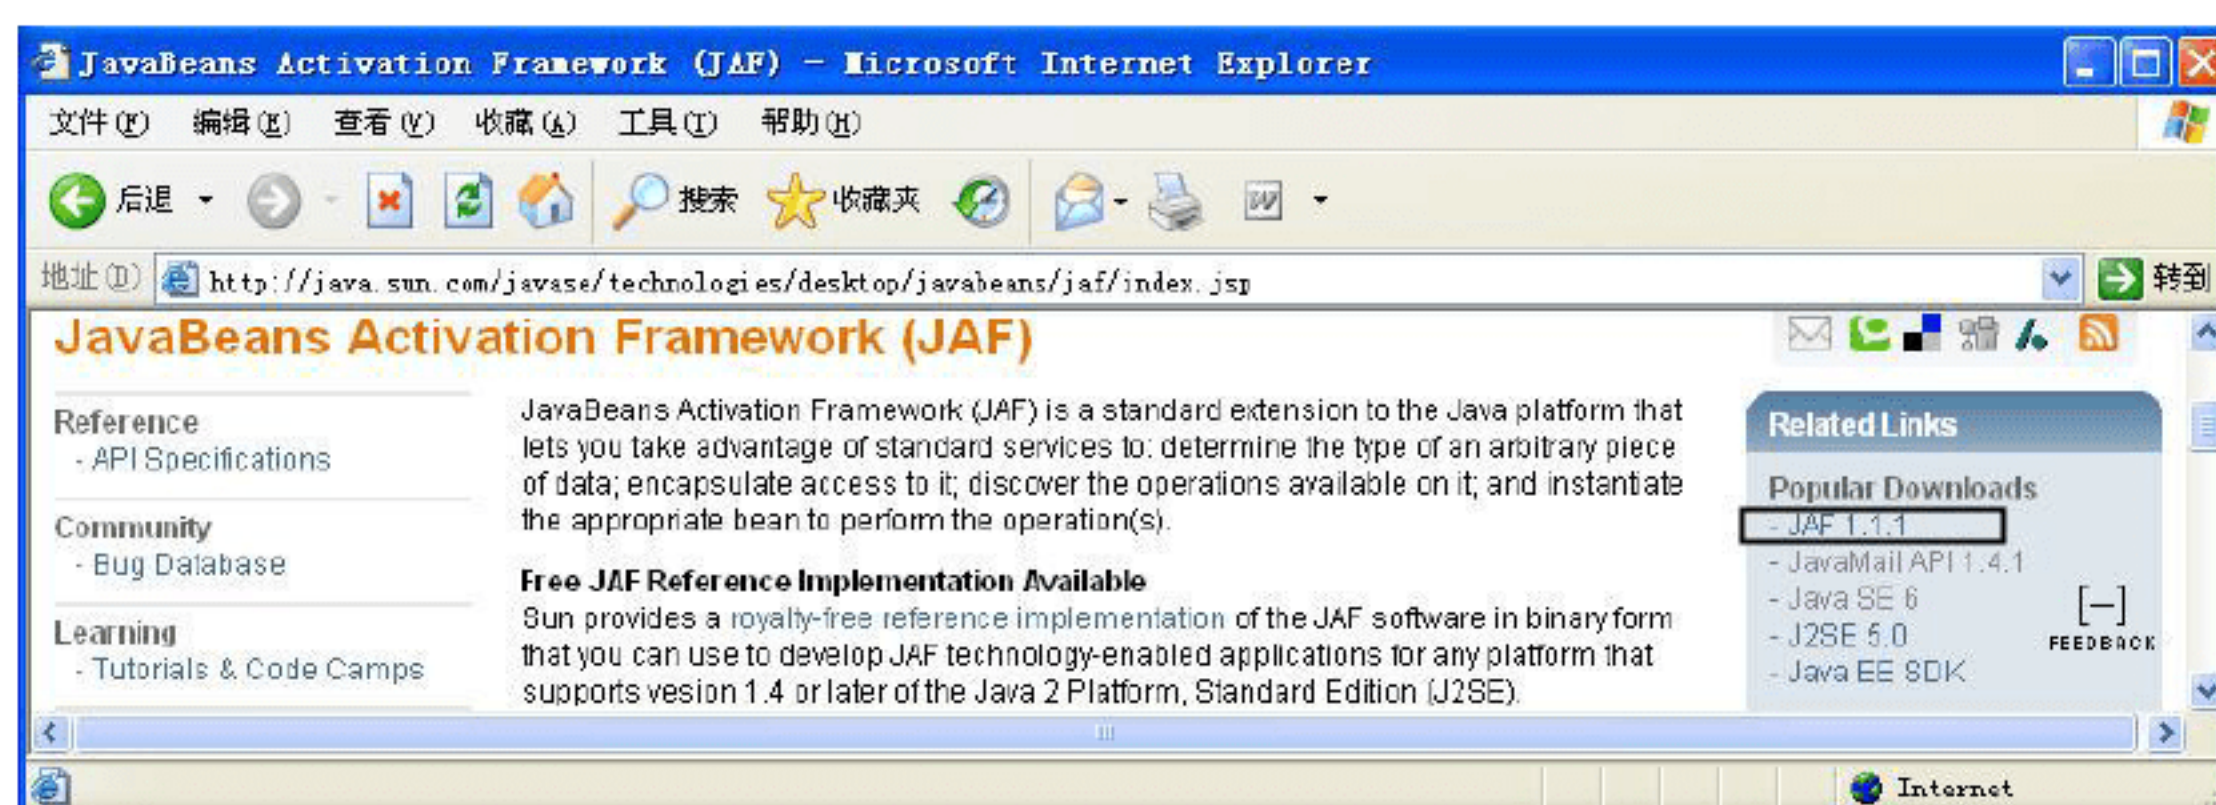 JavaBeans Activation Framework (JAF) - Microsoft Internet Explorer
文件(F) 编辑(E) 查看(V) 收藏(A) 工具(T) 帮助(H)
后退 搜索 收藏夹
地址(D) http://java.sun.com/javase/technologies/desktop/javabeans/jaf/index.jsp 转到
JavaBeans Activation Framework (JAF)
Reference
- API Specifications
Community
- Bug Database
Learning
- Tutorials & Code Camps
JavaBeans Activation Framework (JAF) is a standard extension to the Java platform that
lets you take advantage of standard services to: determine the type of an arbitrary piece
of data; encapsulate access to it; discover the operations available on it; and instantiate
the appropriate bean to perform the operation(s).
Free JAF Reference Implementation Available
Sun provides a royalty-free reference implementation of the JAF software in binary form
that you can use to develop JAF technology-enabled applications for any platform that
supports vesion 1.4 or later of the Java 2 Platform, Standard Edition (J2SE).
Related Links
Popular Downloads
- JAF 1.1.1
- JavaMail API 1.4.1
- Java SE 6
- J2SE 5.0
- Java EE SDK
[–]
FEEDBACK
Internet